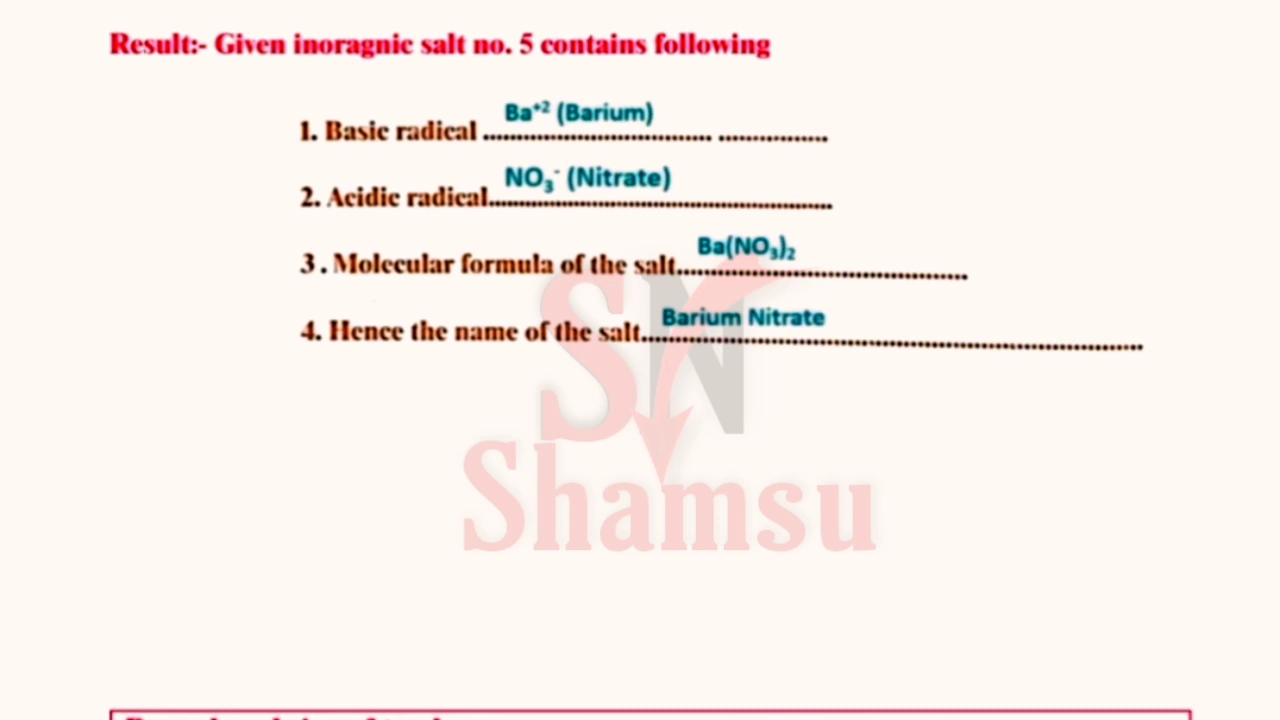 Result:- Given inoragnic salt no. 5 contains following
1. Basic radical ........................................ Ba⁺² (Barium)
2. Acidic radical........................................ NO₃⁻ (Nitrate)
3. Molecular formula of the salt........................................ Ba(NO₃)₂
4. Hence the name of the salt........................................ Barium Nitrate
SN
Shamsu